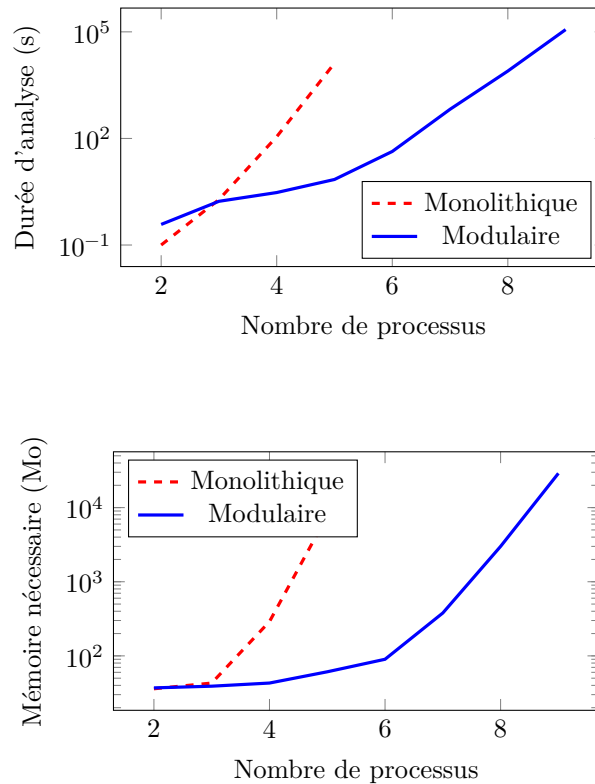 Durée d'analyse (s)
10^5
10^2
10^−1
Monolithique
Modulaire
2 4 6 8
Nombre de processus
Mémoire nécessaire (Mo)
Monolithique
Modulaire
10^4
10^3
10^2
2 4 6 8
Nombre de processus